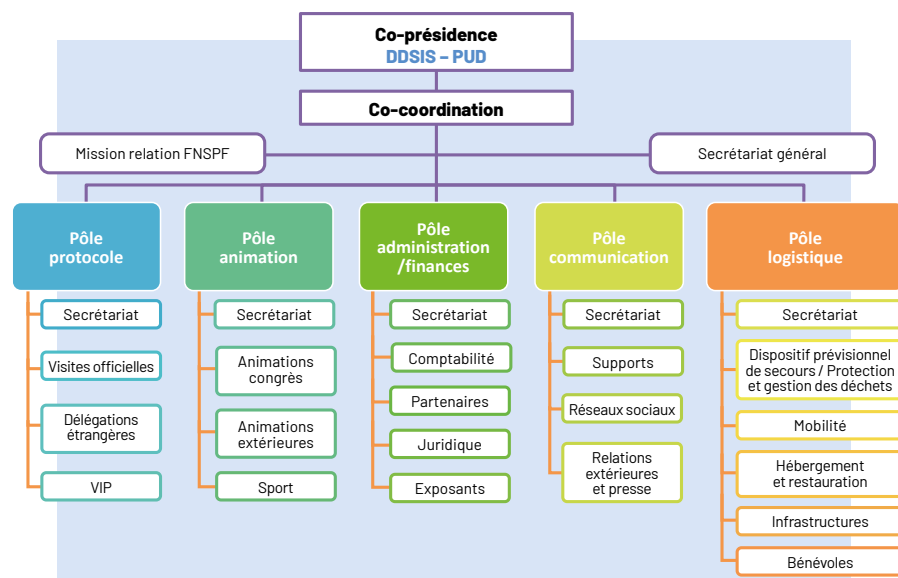 Co-présidence
DDSIS – PUD
Co-coordination
Mission relation FNSPF
Secrétariat général
Pôle
protocole
Secrétariat
Visites officielles
Délégations
étrangères
VIP
Pôle
animation
Secrétariat
Animations
congrès
Animations
extérieures
Sport
Pôle
administration
/finances
Secrétariat
Comptabilité
Partenaires
Juridique
Exposants
Pôle
communication
Secrétariat
Supports
Réseaux sociaux
Relations
extérieures
et presse
Pôle
logistique
Secrétariat
Dispositif prévisionnel
de secours / Protection
et gestion des déchets
Mobilité
Hébergement
et restauration
Infrastructures
Bénévoles